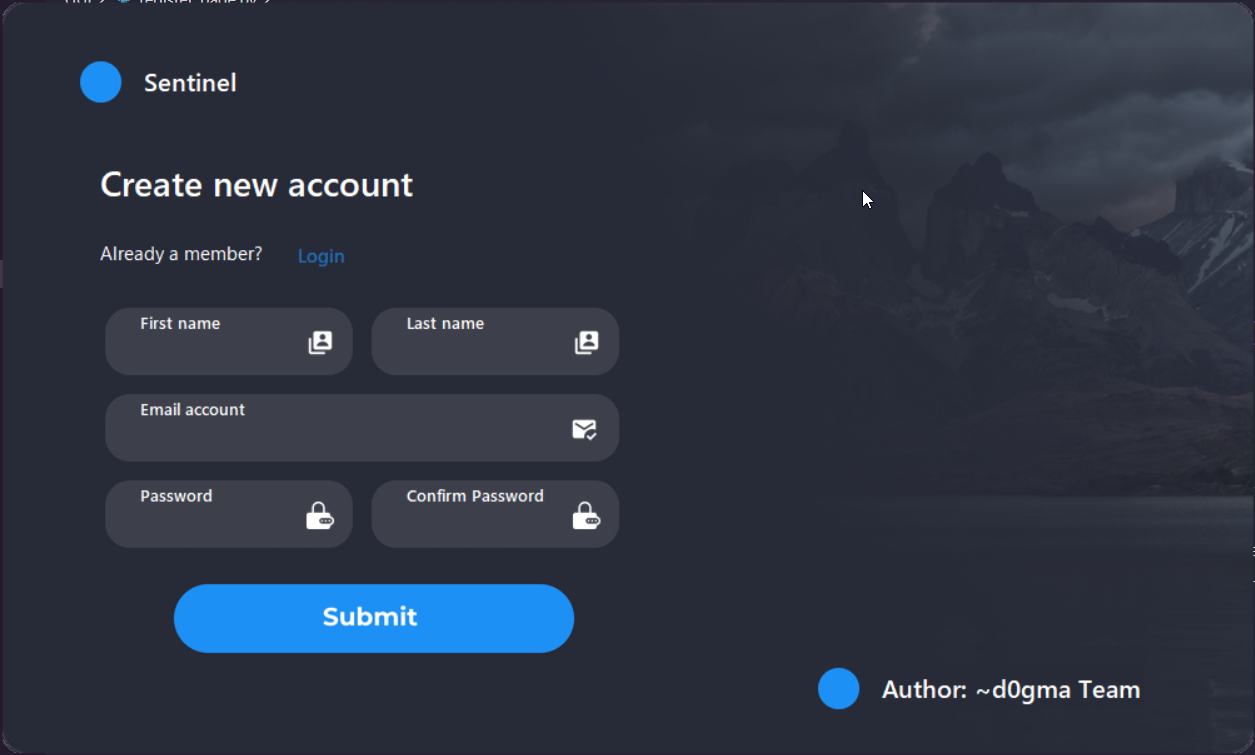 Sentinel
Create new account
Already a member? Login
First name Last name
Email account
Password Confirm Password
Submit
Author: ~d0gma Team